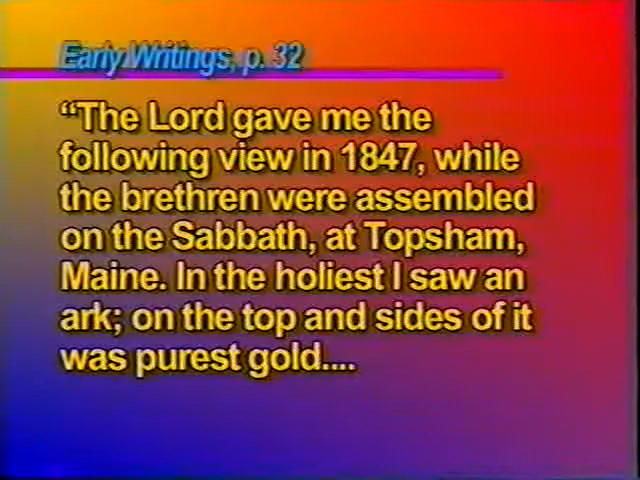 Early Writings, p. 32
“The Lord gave me the
following view in 1847, while
the brethren were assembled
on the Sabbath, at Topsham,
Maine. In the holiest I saw an
ark; on the top and sides of it
was purest gold....